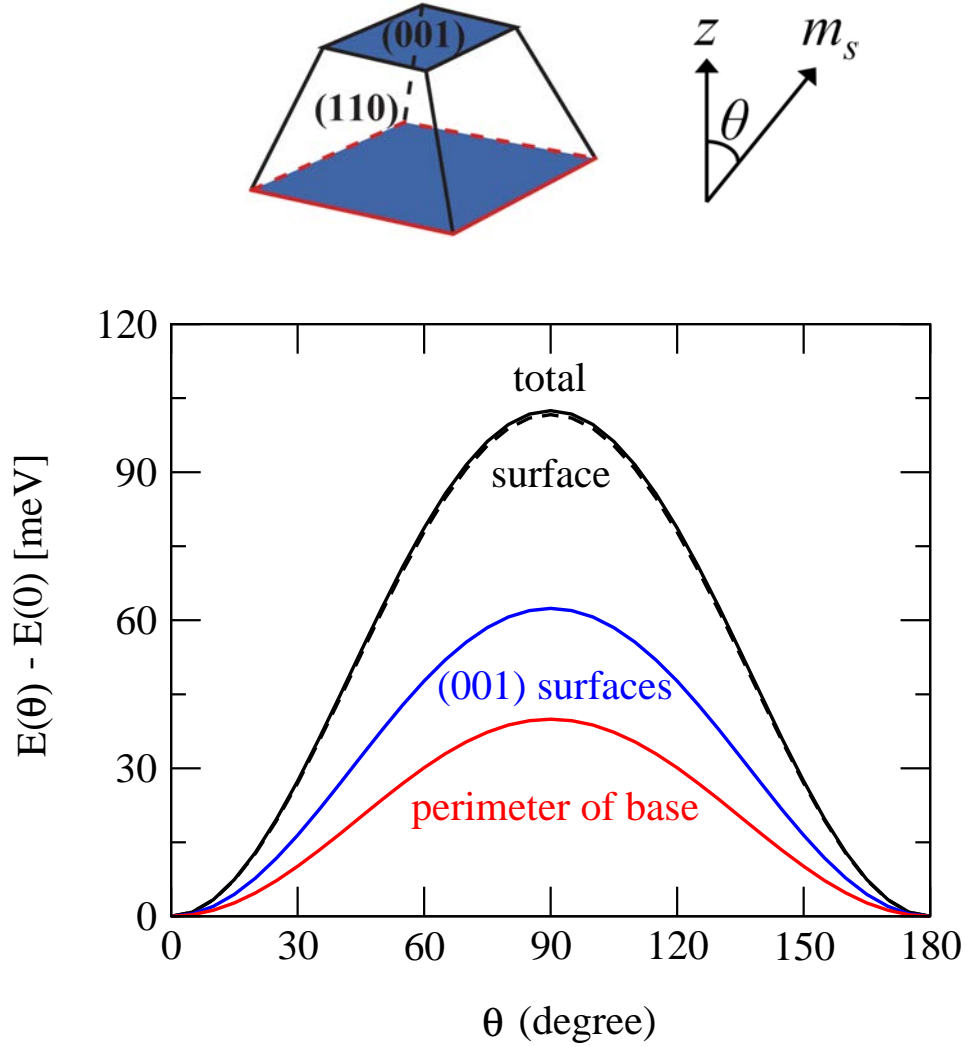 (001)
(110)
z
m_s
θ
120
90
60
30
0
total
surface
(001) surfaces
perimeter of base
E(θ) - E(0) [meV]
0 30 60 90 120 150 180
θ (degree)